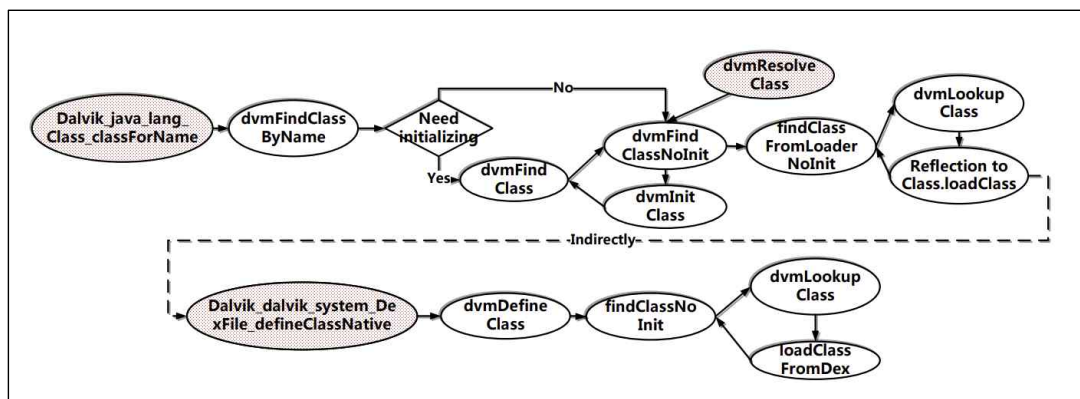 Dalvik_java_lang_
Class_classForName
dvmFindClass
ByName
Need
initializing
No
Yes
dvmResolve
Class
dvmFind
Class
dvmFind
ClassNoInit
dvmInit
Class
findClass
FromLoader
NoInit
dvmLookup
Class
Reflection to
Class.loadClass
Indirectly
Dalvik_dalvik_system_De
xFile_defineClassNative
dvmDefine
Class
findClassNo
Init
dvmLookup
Class
loadClass
FromDex